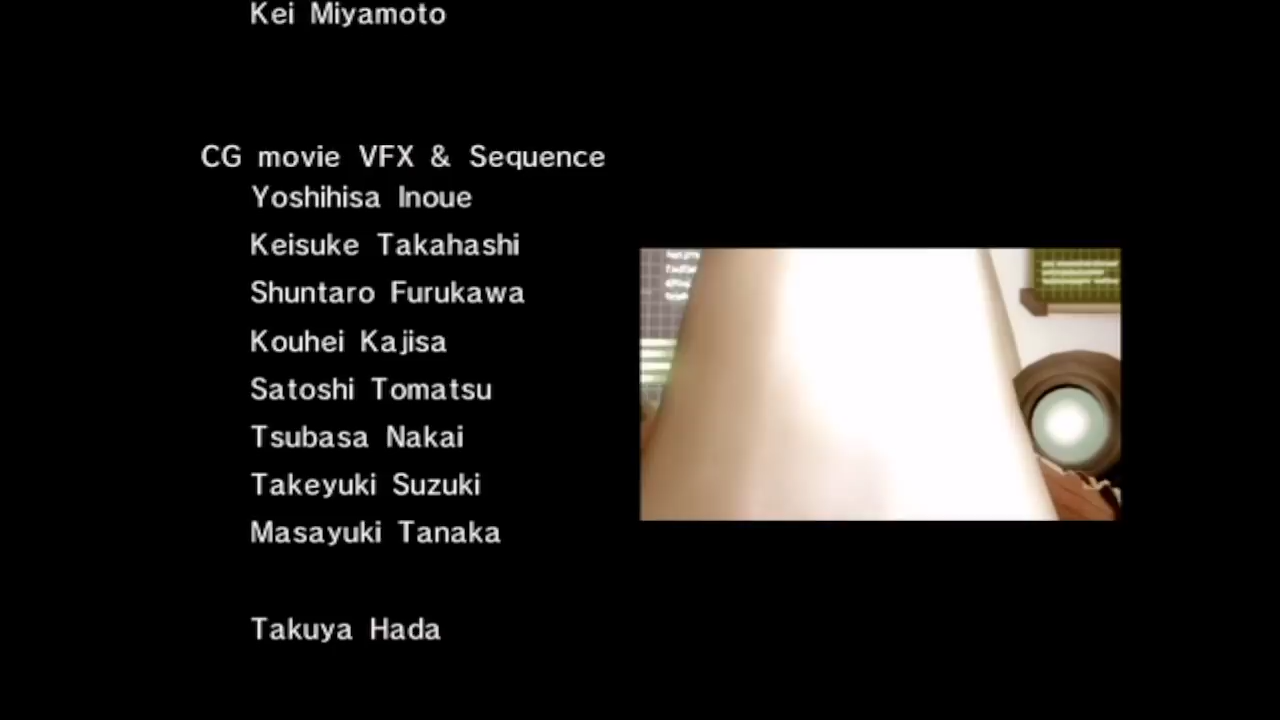 Kei Miyamoto
CG movie VFX & Sequence
Yoshihisa Inoue
Keisuke Takahashi
Shuntaro Furukawa
Kouhei Kajisa
Satoshi Tomatsu
Tsubasa Nakai
Takeyuki Suzuki
Masayuki Tanaka
Takuya Hada